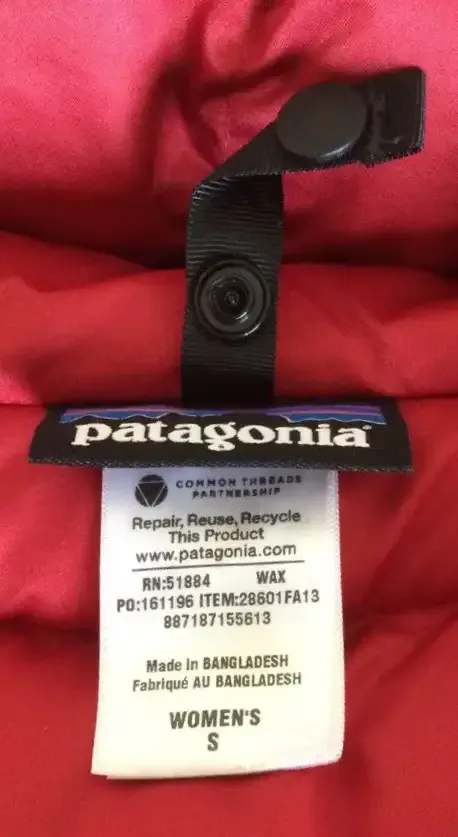 patagonia®
COMMON THREADS
PARTNERSHIP
Repair, Reuse, Recycle
This Product
www.patagonia.com
RN:51884 WAX
PO:161196 ITEM:28601FA13
887187155613
Made in BANGLADESH
Fabriqué AU BANGLADESH
WOMEN'S
S